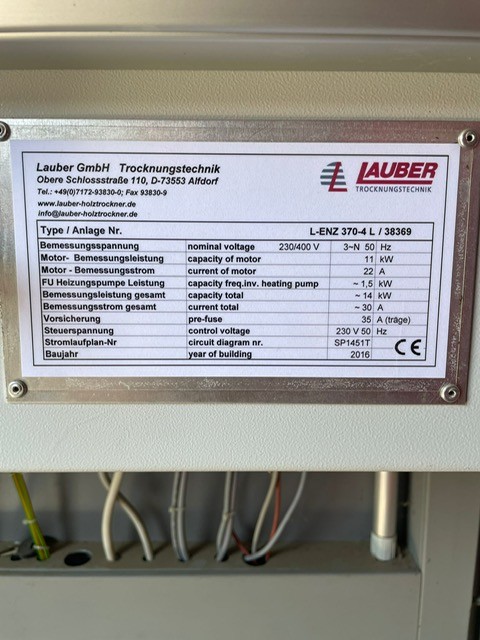 Lauber GmbH Trocknungstechnik
Obere Schlossstraße 110, D-73553 Alfdorf
Tel.: +49(0)7172-93830-0; Fax 93830-9
www.lauber-holztrockner.de
info@lauber-holztrockner.de
LAUBER
TROCKNUNGSTECHNIK
Type / Anlage Nr. L-ENZ 370-4 L / 38369
Bemessungsspannung nominal voltage 230/400 V 3~N 50 Hz
Motor- Bemessungsleistung capacity of motor 11 kW
Motor - Bemessungsstrom current of motor 22 A
FU Heizungspumpe Leistung capacity freq.inv. heating pump ~ 1,5 kW
Bemessungsleistung gesamt capacity total ~ 14 kW
Bemessungsstrom gesamt current total ~ 30 A
Vorsicherung pre-fuse 35 A (träge)
Steuerspannung control voltage 230 V 50 Hz
Stromlaufplan-Nr circuit diagram nr. SP1451T
Baujahr year of building 2016
CE